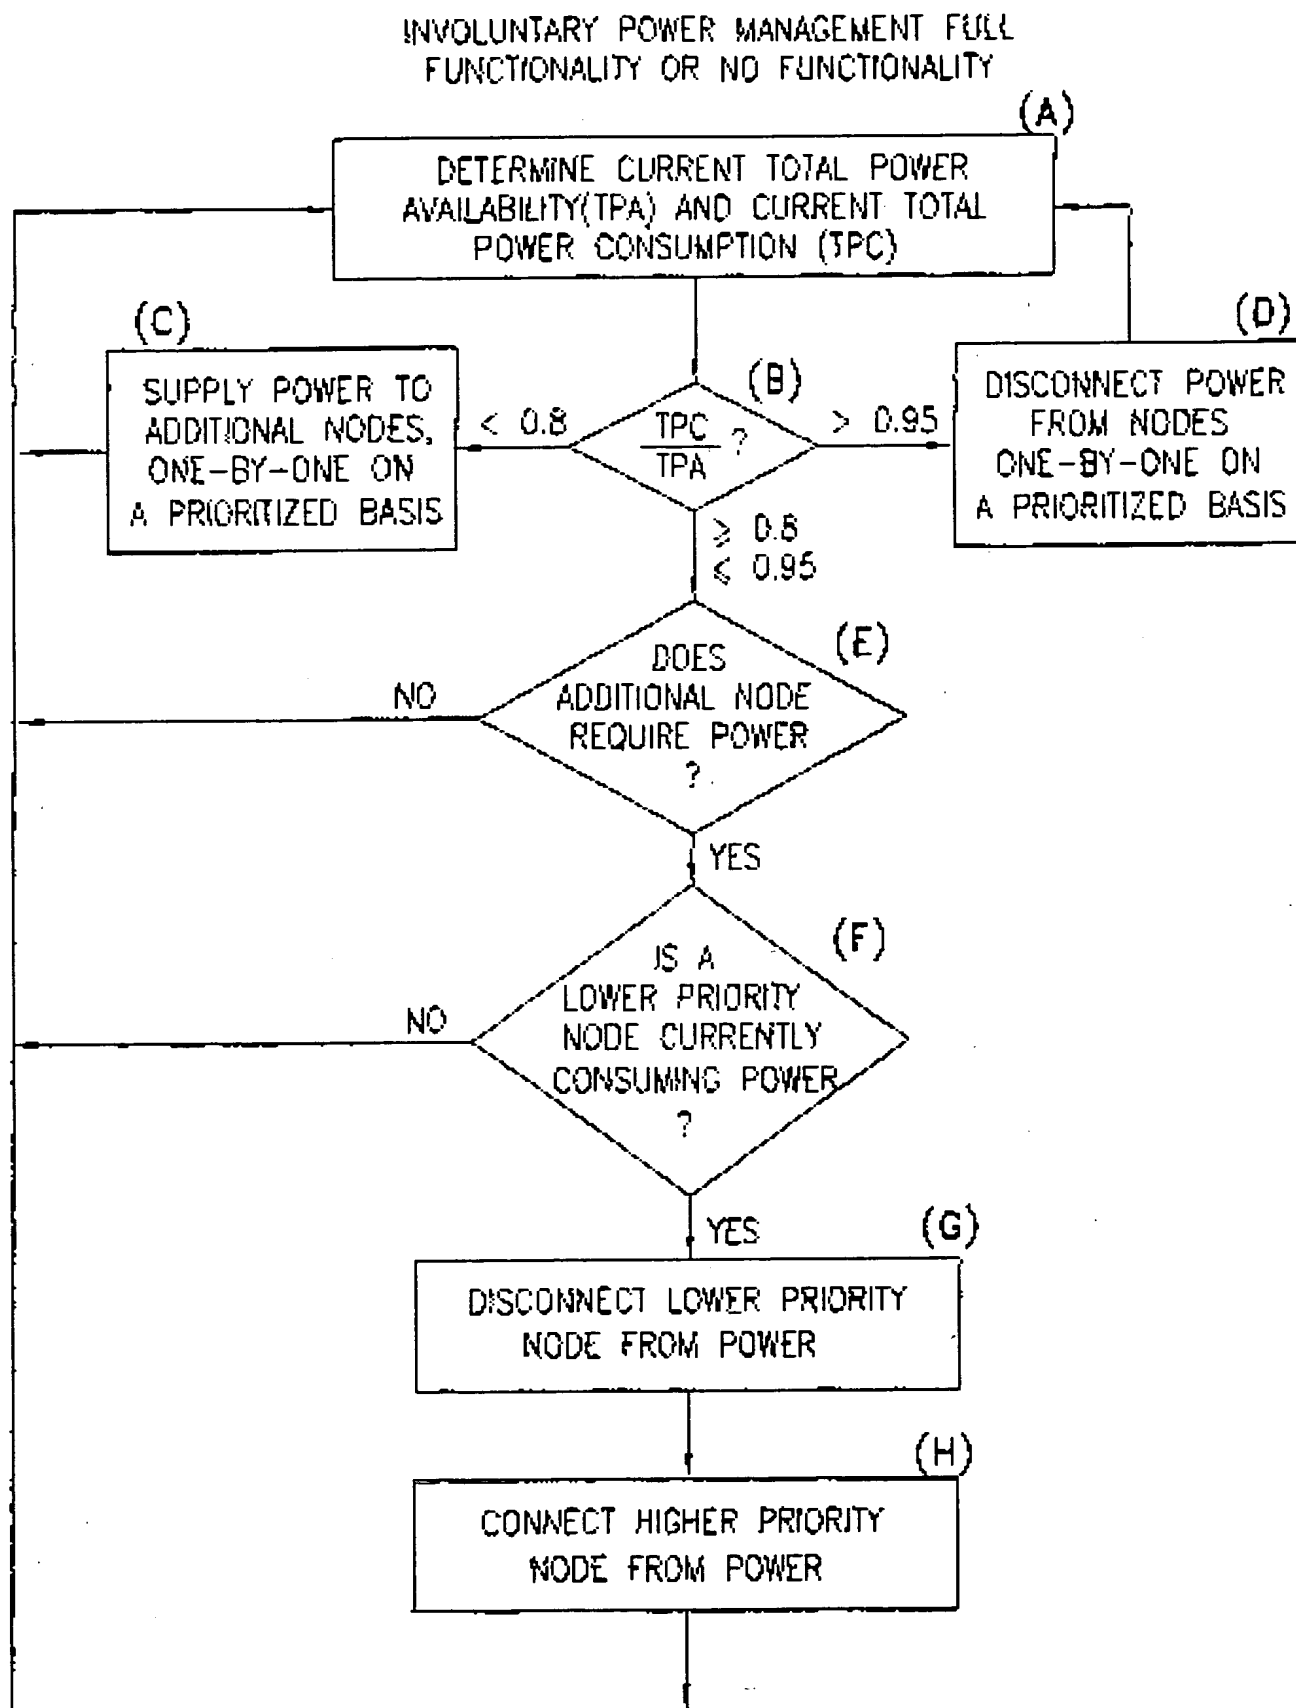 INVOLUNTARY POWER MANAGEMENT FULL
FUNCTIONALITY OR NO FUNCTIONALITY
(A)
DETERMINE CURRENT TOTAL POWER
AVAILABILITY(TPA) AND CURRENT TOTAL
POWER CONSUMPTION (TPC)
(C)
SUPPLY POWER TO
ADDITIONAL NODES,
ONE-BY-ONE ON
A PRIORITIZED BASIS
< 0.8
(B)
TPC
TPA
?
> 0.95
(D)
DISCONNECT POWER
FROM NODES
ONE-BY-ONE ON
A PRIORITIZED BASIS
⩾ 0.8
⩽ 0.95
(E)
DOES
ADDITIONAL NODE
REQUIRE POWER
?
NO
YES
(F)
IS A
LOWER PRIORITY
NODE CURRENTLY
CONSUMING POWER
?
NO
YES
(G)
DISCONNECT LOWER PRIORITY
NODE FROM POWER
(H)
CONNECT HIGHER PRIORITY
NODE FROM POWER